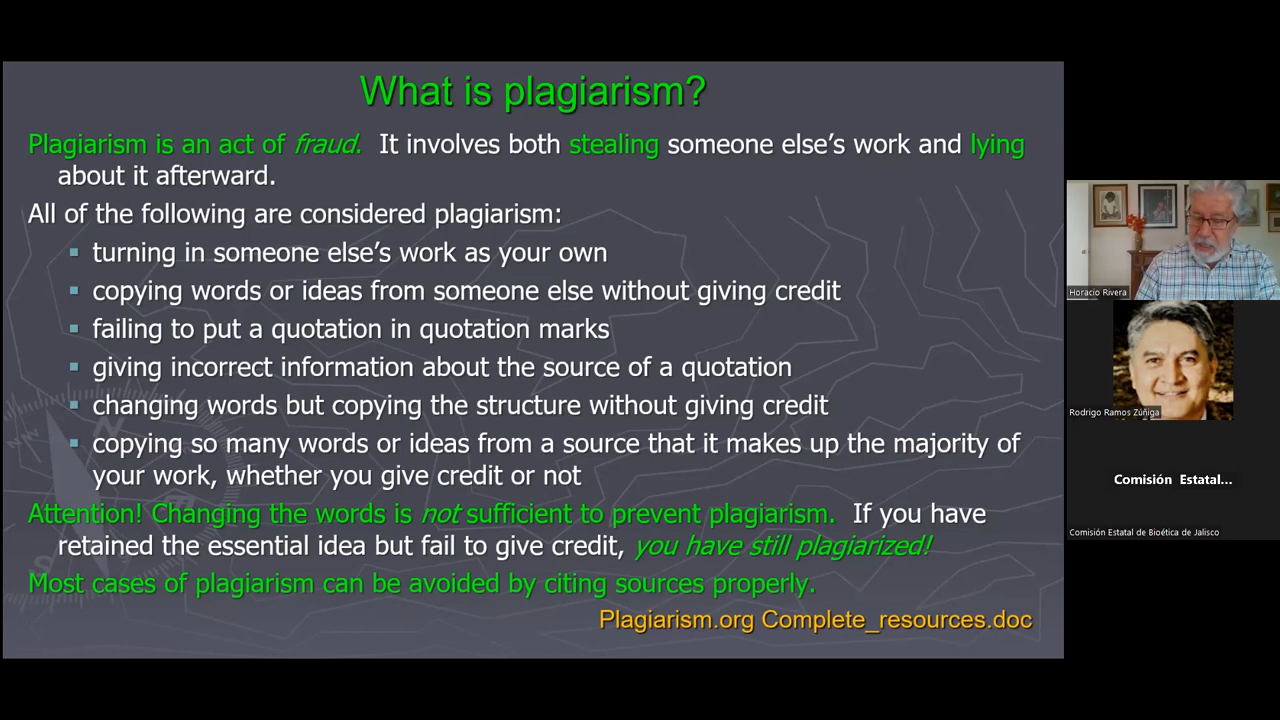 What is plagiarism?
Plagiarism is an act of fraud. It involves both stealing someone else's work and lying
about it afterward.
All of the following are considered plagiarism:
turning in someone else's work as your own
copying words or ideas from someone else without giving credit
failing to put a quotation in quotation marks
giving incorrect information about the source of a quotation
changing words but copying the structure without giving credit
copying so many words or ideas from a source that it makes up the majority of
your work, whether you give credit or not
Attention! Changing the words is not sufficient to prevent plagiarism. If you have
retained the essential idea but fail to give credit, you have still plagiarized!
Most cases of plagiarism can be avoided by citing sources properly.
Plagiarism.org Complete_resources.doc
Horacio Rivera
Rodrigo Ramos Zúñiga
Comisión Estatal...
Comisión Estatal de Bioética de Jalisco